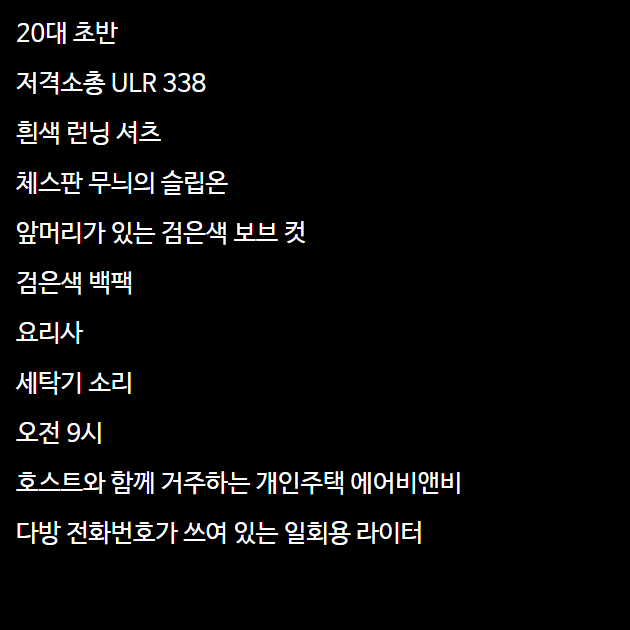 20대 초반
저격소총 ULR 338
흰색 런닝 셔츠
체스판 무늬의 슬립온
앞머리가 있는 검은색 보브 컷
검은색 백팩
요리사
세탁기 소리
오전 9시
호스트와 함께 거주하는 개인주택 에어비앤비
다방 전화번호가 쓰여 있는 일회용 라이터